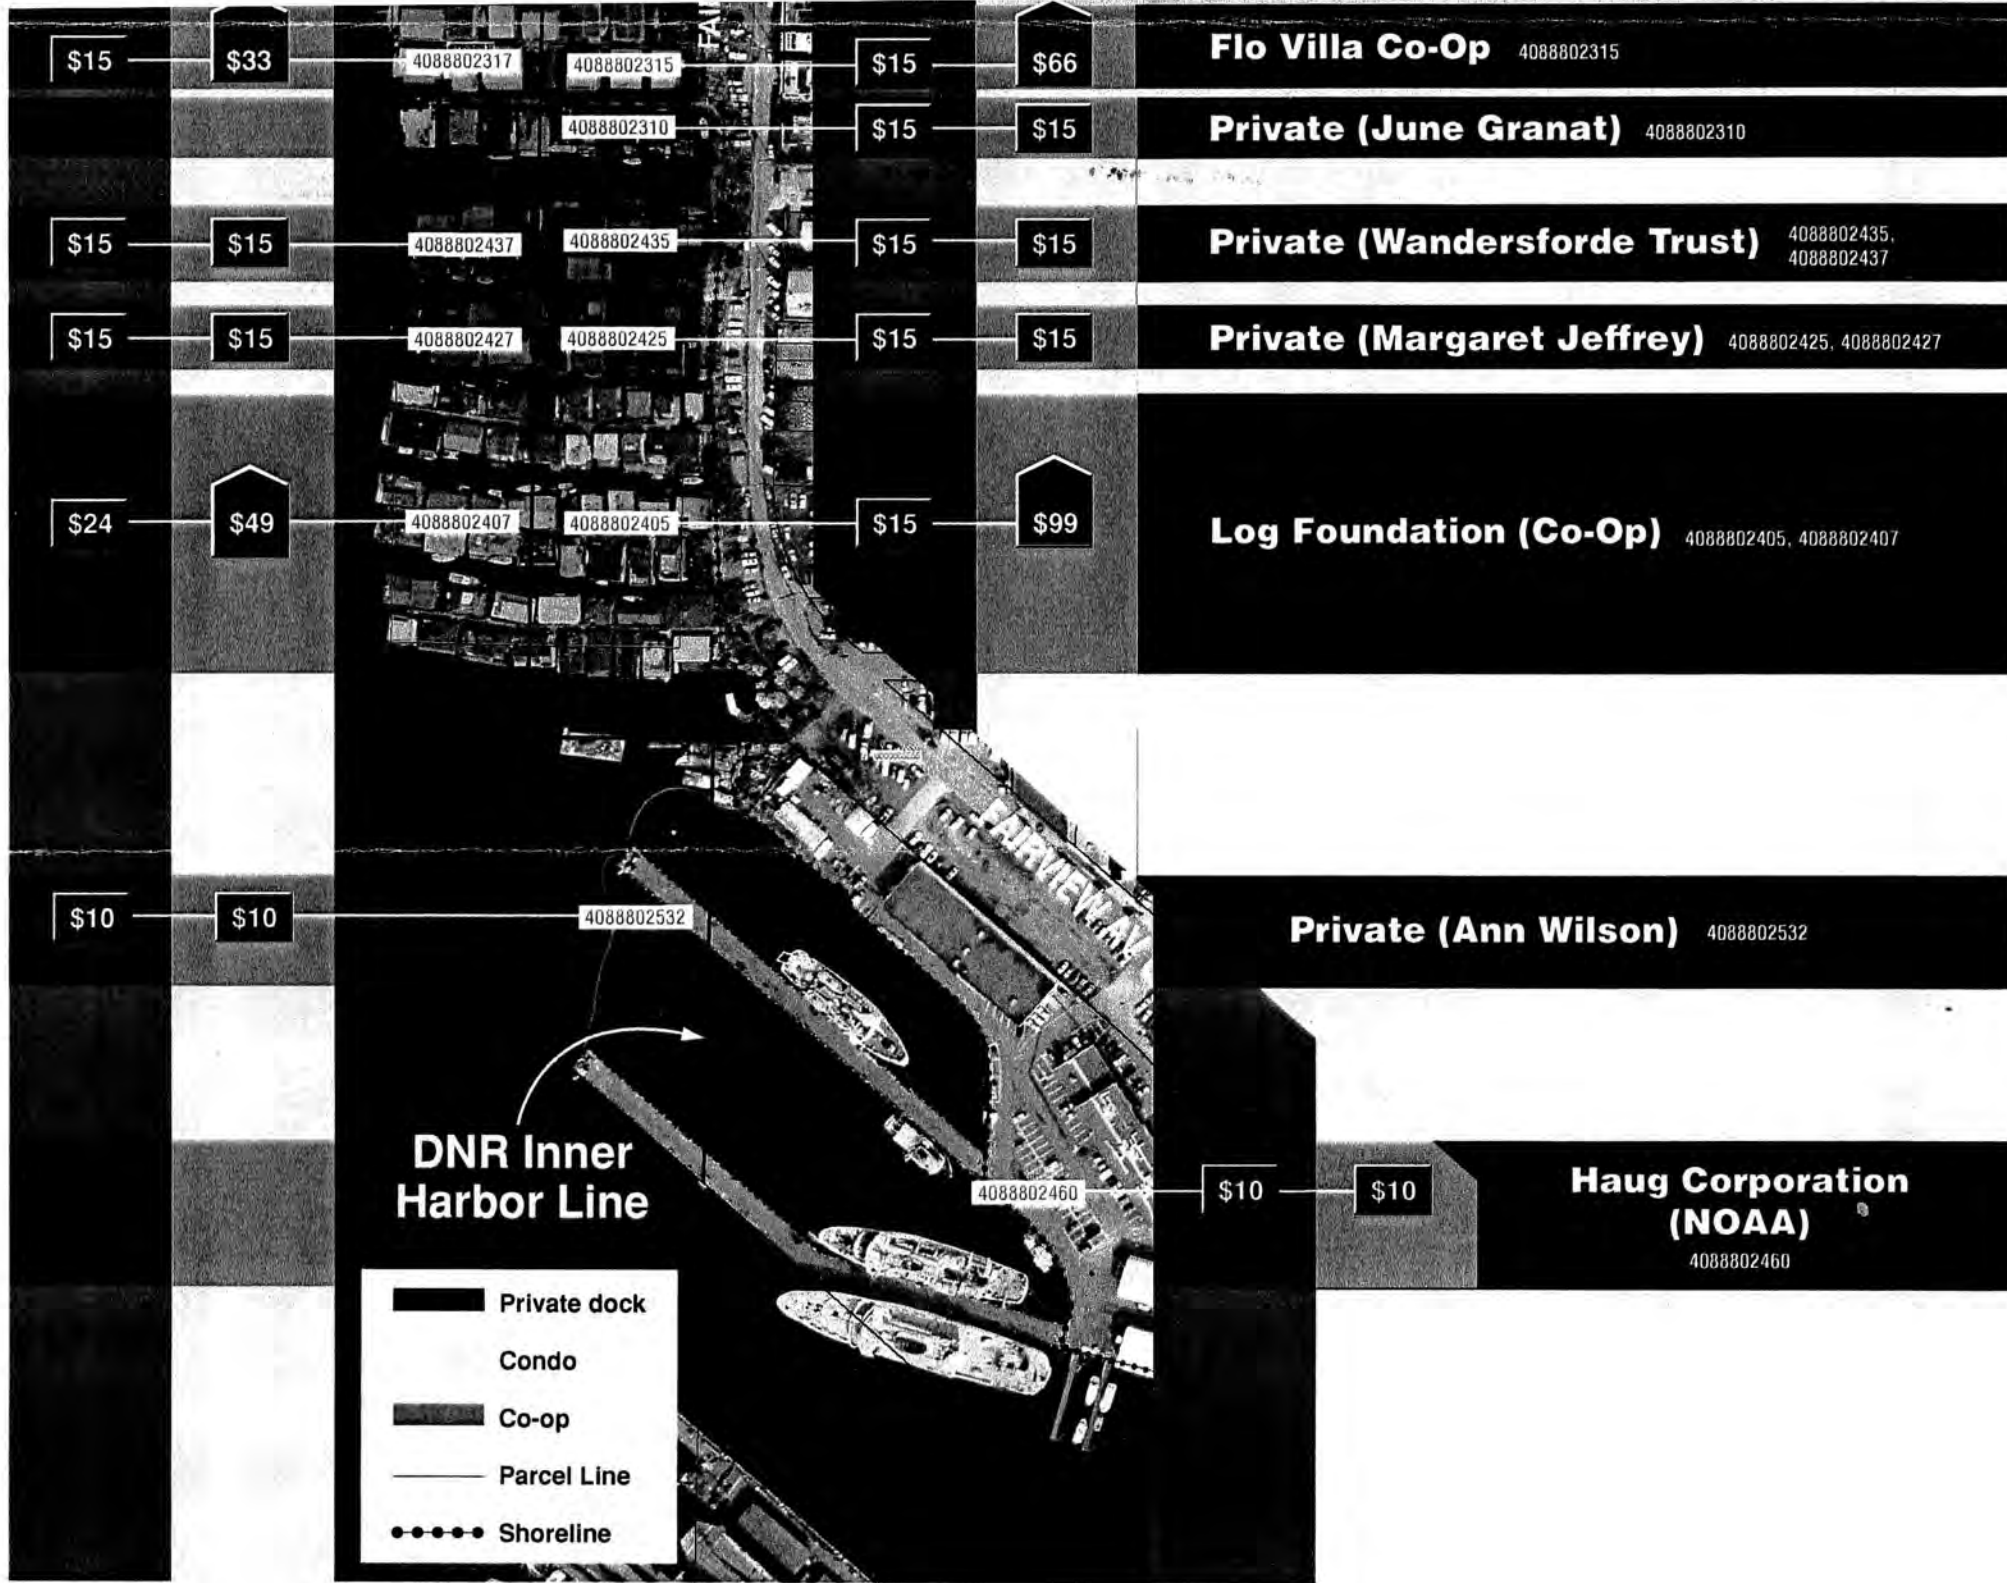 $15 $33 4088802317 4088802315 $15 $66 Flo Villa Co-Op 4088802315
4088802310 $15 $15 Private (June Granat) 4088802310
$15 $15 4088802437 4088802435 $15 $15 Private (Wandersforde Trust) 4088802435,
4088802437
$15 $15 4088802427 4088802425 $15 $15 Private (Margaret Jeffrey) 4088802425, 4088802427
$24 $49 4088802407 4088802405 $15 $99 Log Foundation (Co-Op) 4088802405, 4088802407
FAIRVIEW AV
$10 $10 4088802532 Private (Ann Wilson) 4088802532
DNR Inner
Harbor Line
4088802460 $10 $10 Haug Corporation
(NOAA)
4088802460
Private dock
Condo
Co-op
Parcel Line
Shoreline